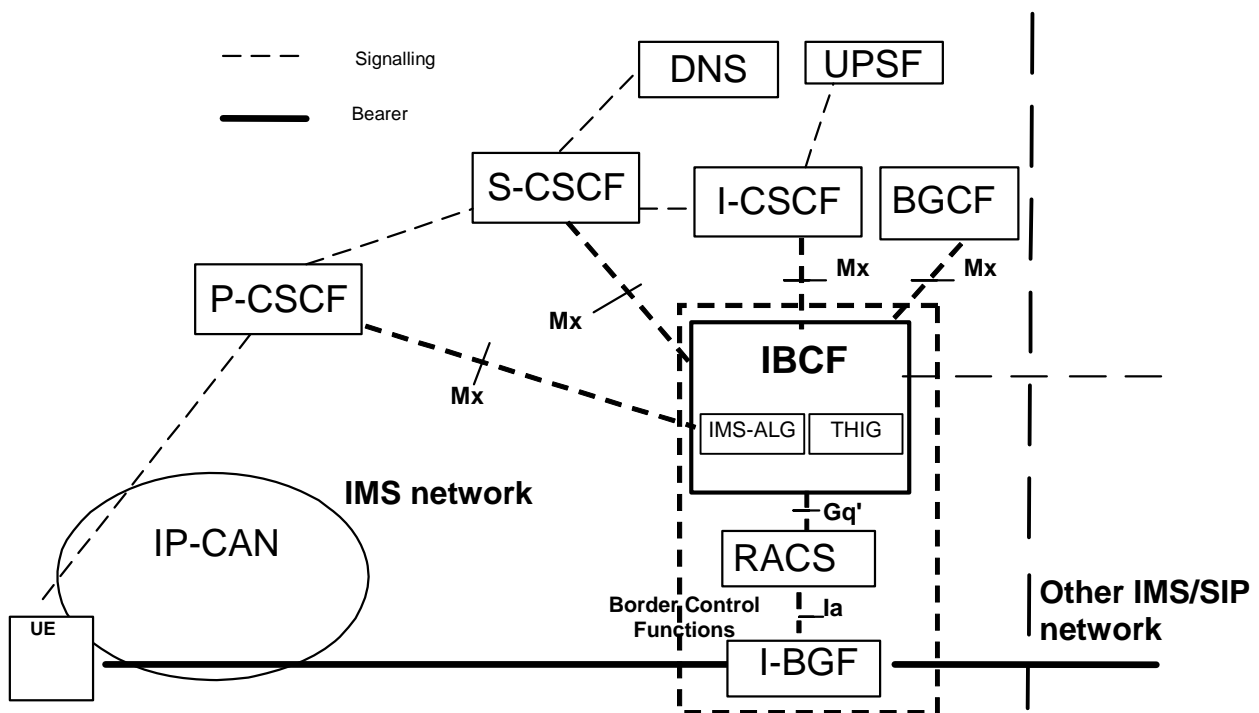 Signalling
Bearer
DNS
UPSF
S-CSCF
I-CSCF
BGCF
P-CSCF
Mx
Mx
Mx
Mx
IBCF
IMS-ALG
THIG
IMS network
Gq'
IP-CAN
RACS
Border Control
Functions
Ia
Other IMS/SIP
network
UE
I-BGF